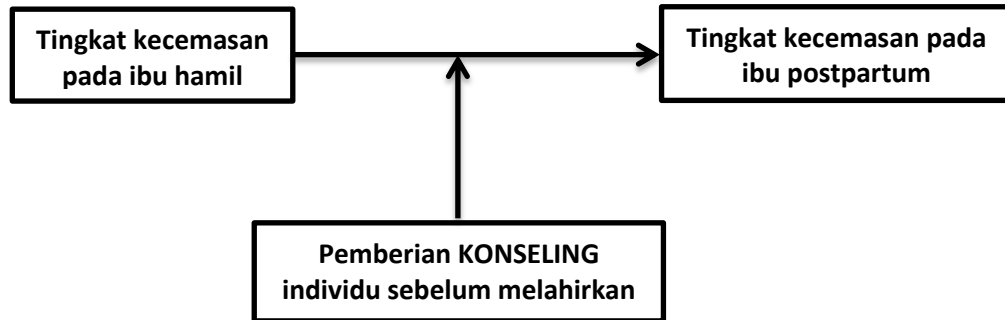 Tingkat kecemasan
pada ibu hamil
Tingkat kecemasan pada
ibu postpartum
Pemberian KONSELING
individu sebelum melahirkan